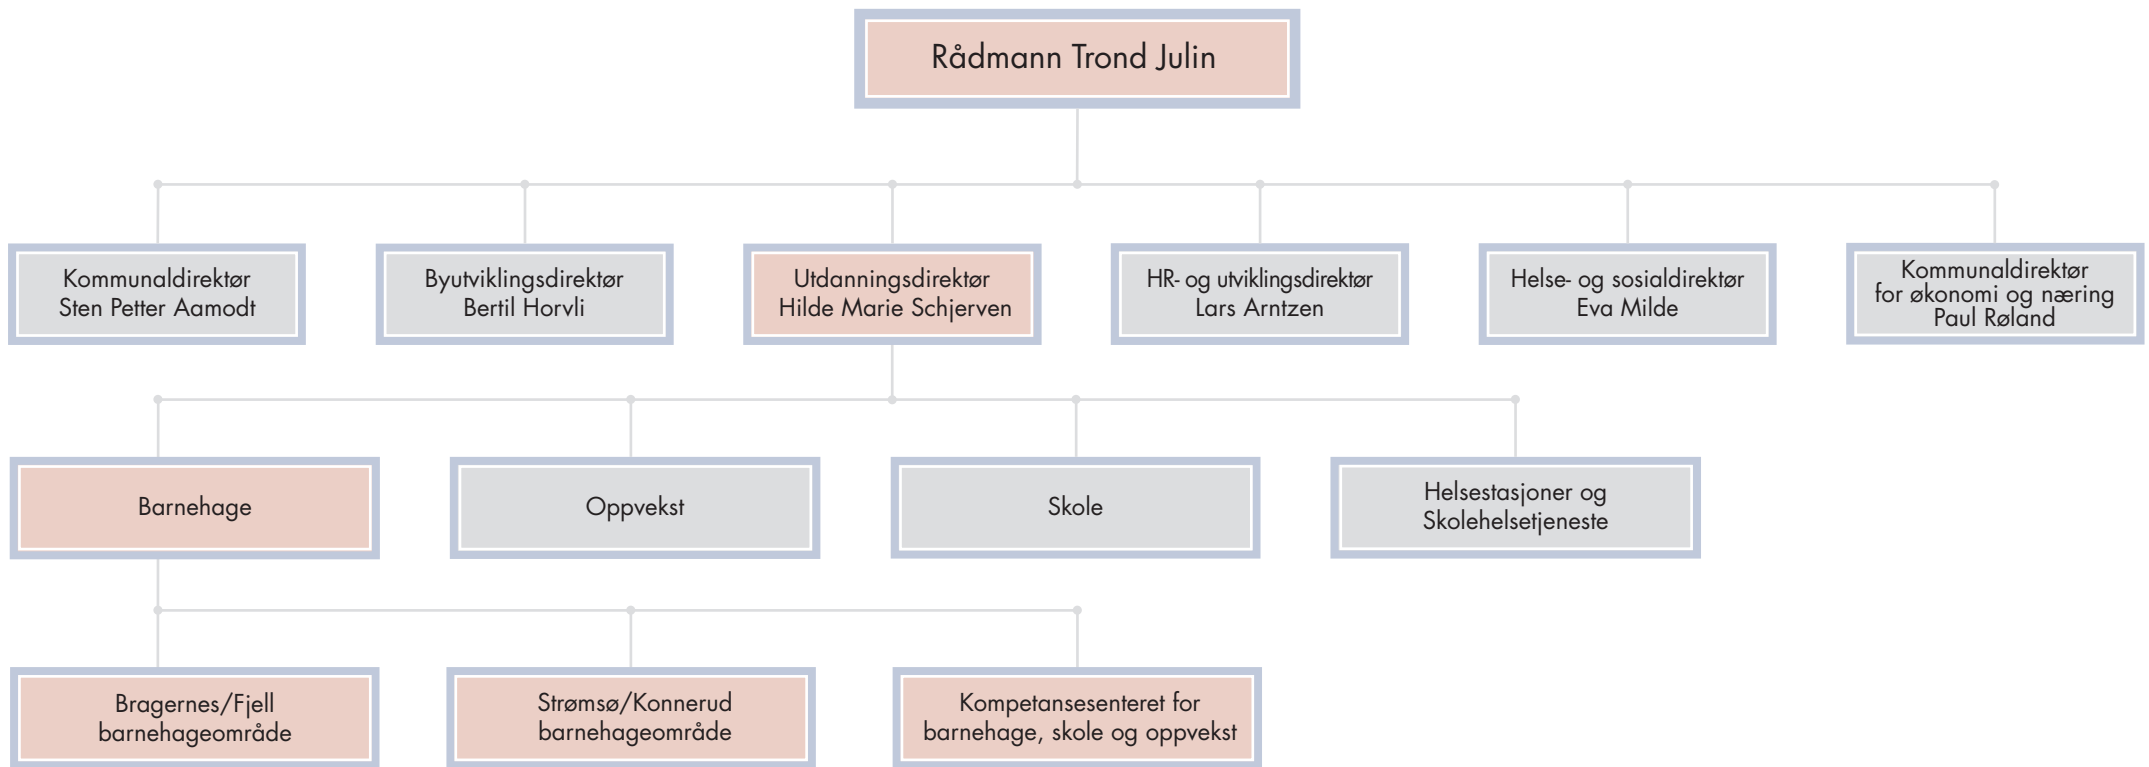 Rådmann Trond Julin
Kommunaldirektør
Sten Petter Aamodt
Byutviklingsdirektør
Bertil Horvli
Utdanningsdirektør
Hilde Marie Schjerven
HR- og utviklingsdirektør
Lars Arntzen
Helse- og sosialdirektør
Eva Milde
Kommunaldirektør
for økonomi og næring
Paul Røland
Barnehage
Oppvekst
Skole
Helsestasjoner og
Skolehelsetjeneste
Bragernes/Fjell
barnehageområde
Strømsø/Konnerud
barnehageområde
Kompetansesenteret for
barnehage, skole og oppvekst